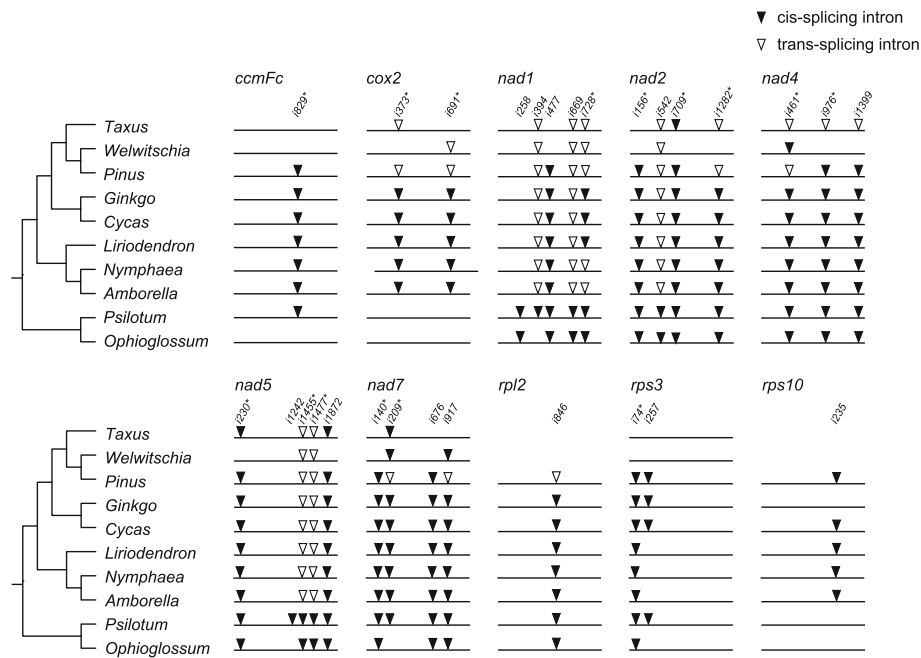 cis-splicing intron
trans-splicing intron
ccmFc cox2 nad1 nad2 nad4
i829* i373* i691* i258 i394 i477 i669 i728* i156* i542 i709* i1282* i461* i976* i1399
Taxus
Welwitschia
Pinus
Ginkgo
Cycas
Liriodendron
Nymphaea
Amborella
Psilotum
Ophioglossum
nad5 nad7 rpl2 rps3 rps10
i230* i1242 i1455* i1477* i1872 i140* i209* i676 i917 i846 i74* i257 i235
Taxus
Welwitschia
Pinus
Ginkgo
Cycas
Liriodendron
Nymphaea
Amborella
Psilotum
Ophioglossum